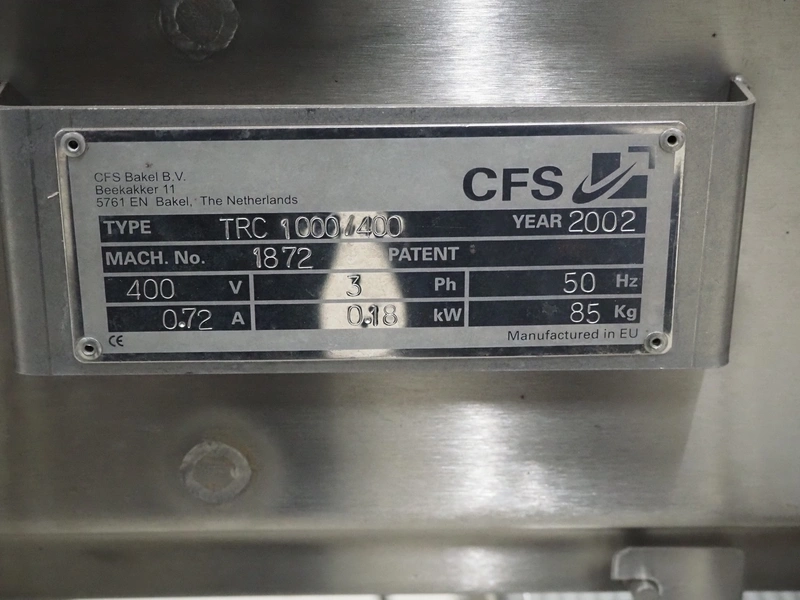 CFS Bakel B.V.
Beekakker 11
5761 EN Bakel, The Netherlands
CFS
TYPE TRC 1000/400 YEAR 2002
MACH. No. 1872 PATENT
400 V 3 Ph 50 Hz
0.72 A 0.18 kW 85 Kg
CE Manufactured in EU